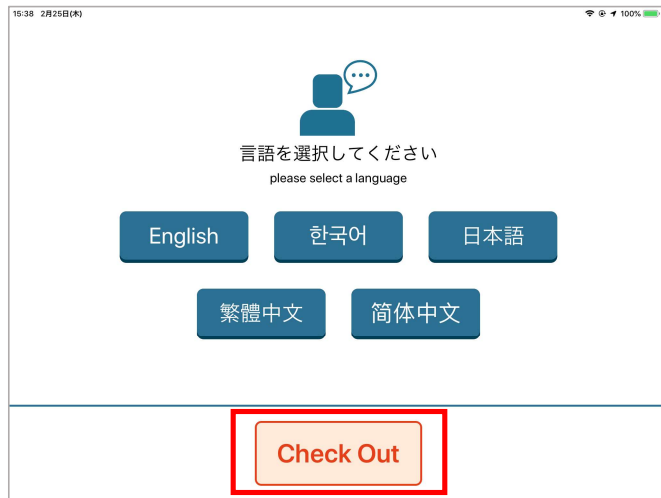 15:38 2月25日(木) 100%
言語を選択してください
please select a language
English 한국어 日本語
繁體中文 简体中文
Check Out